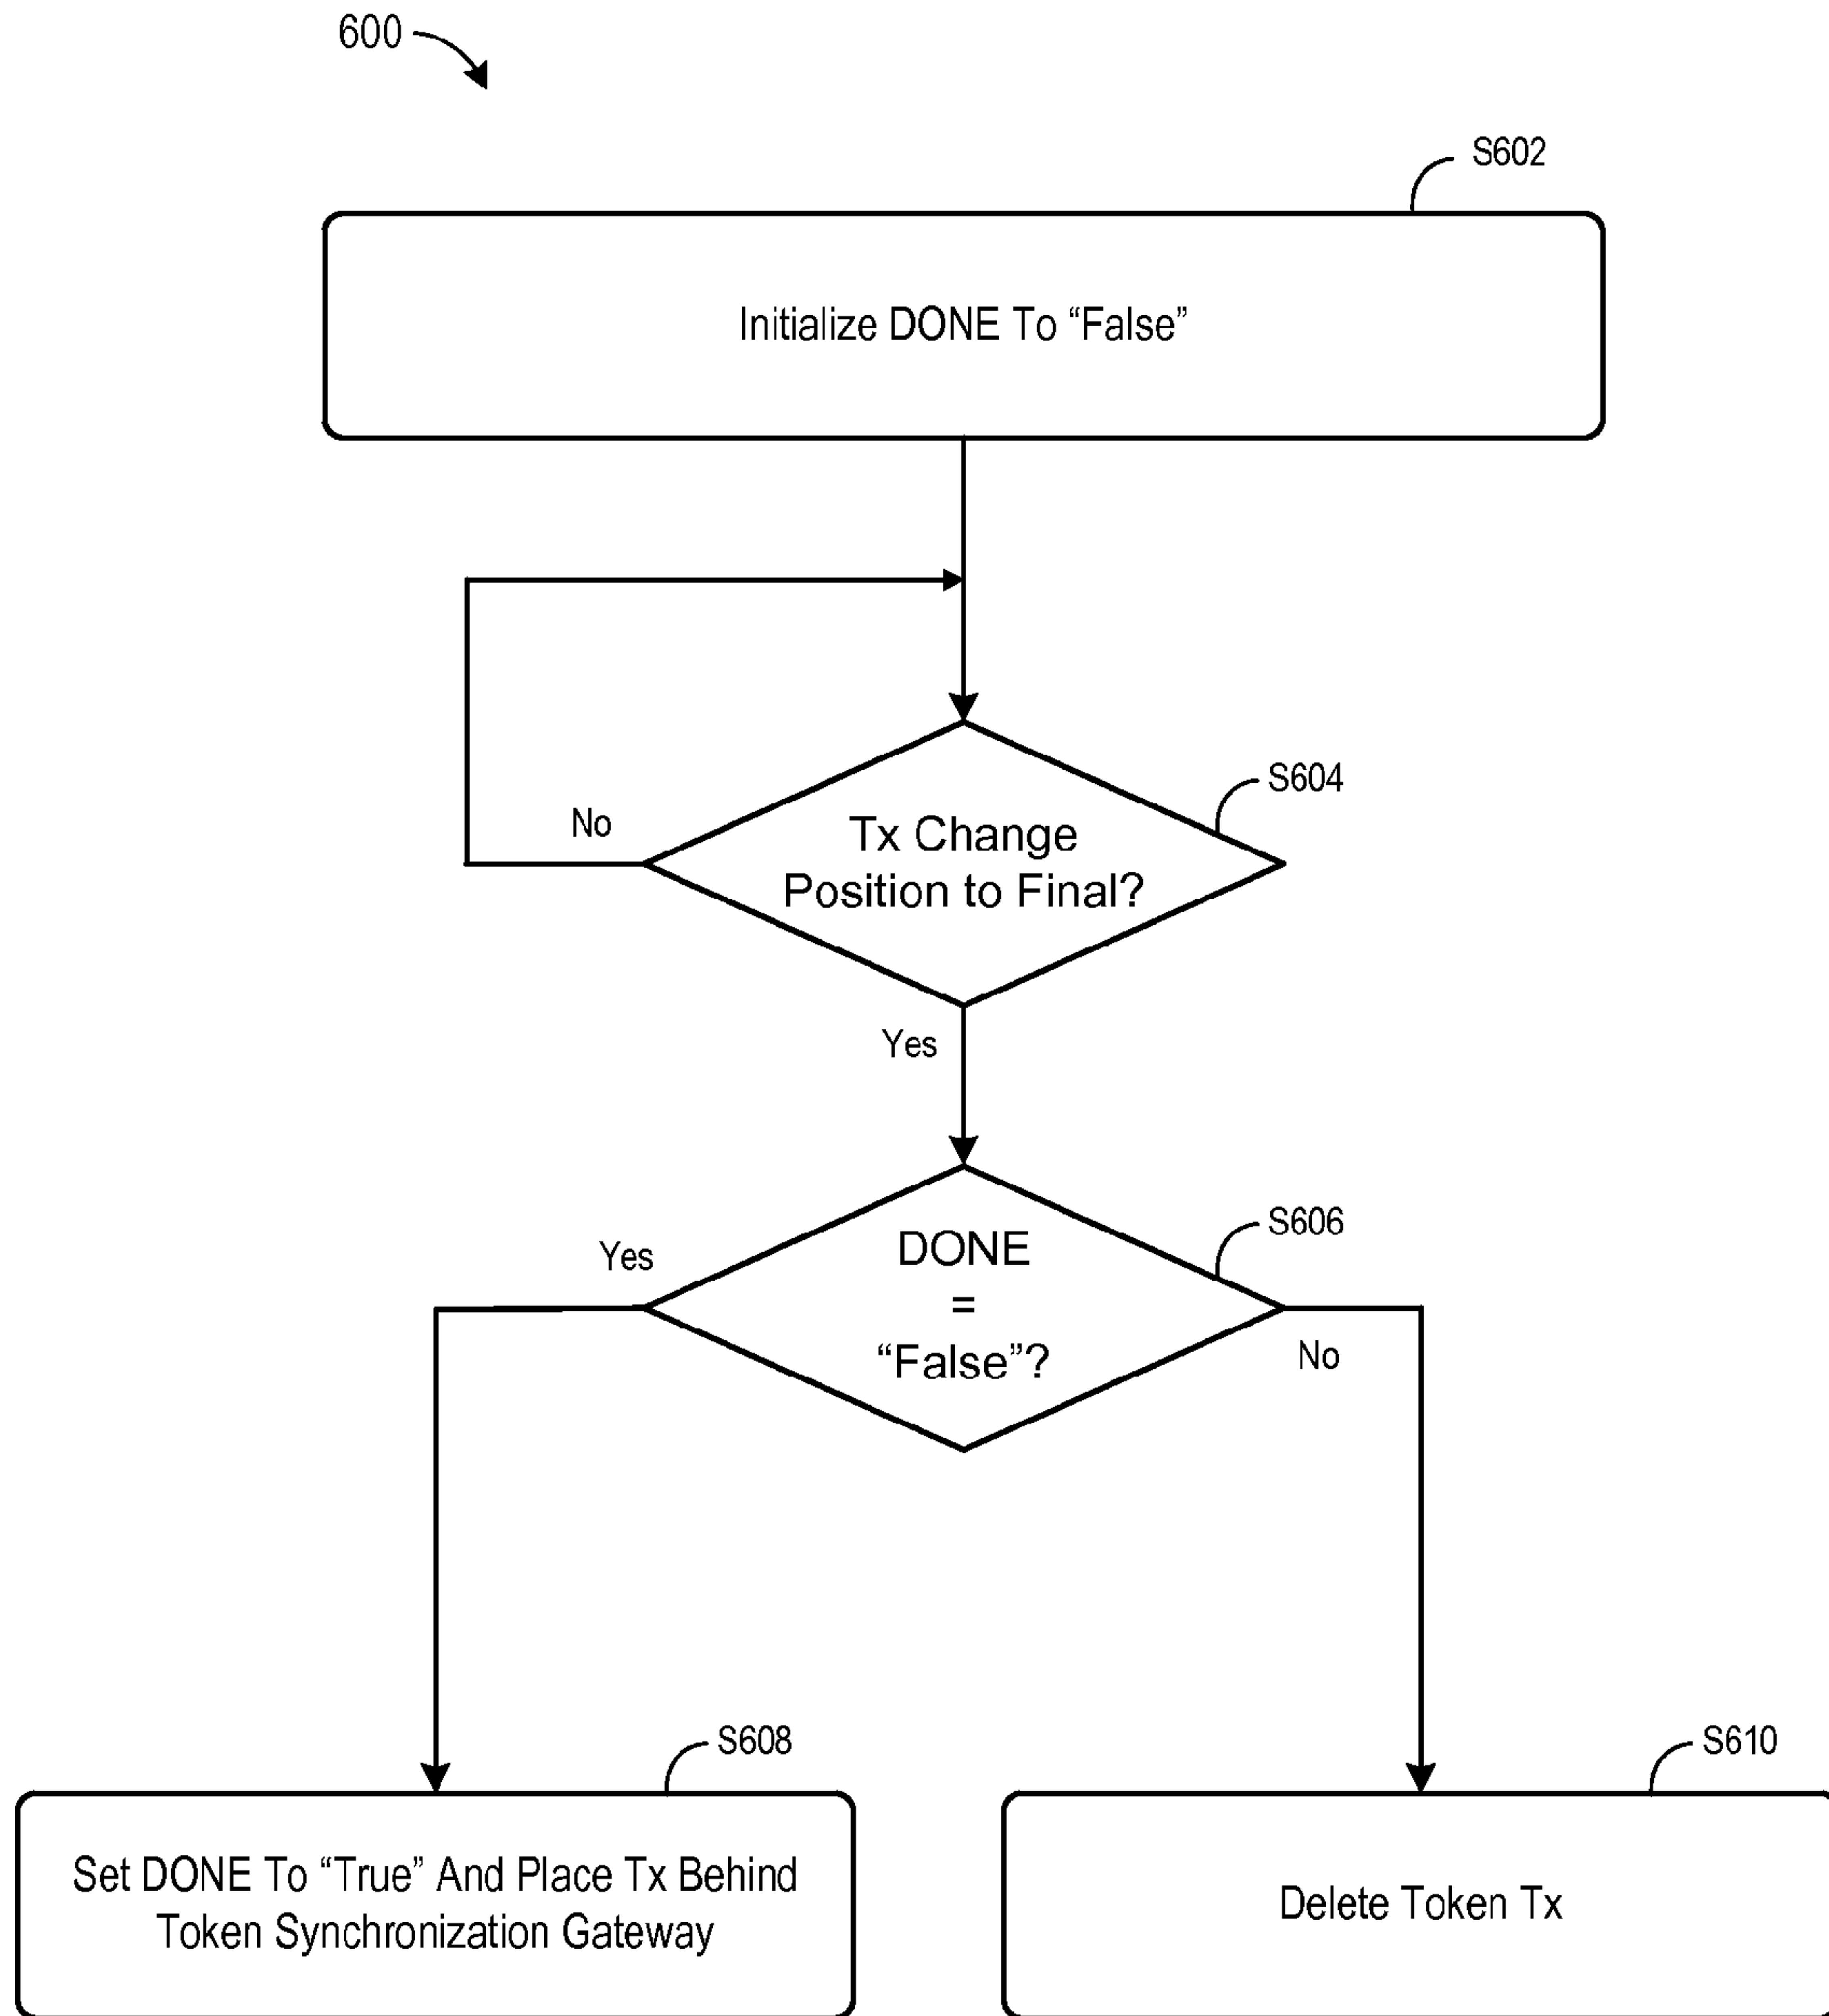 600
S602
Initialize DONE To “False”
S604
No
Tx Change
Position to Final?
Yes
S606
Yes
DONE
=
“False”?
No
S608
S610
Set DONE To “True” And Place Tx Behind
Token Synchronization Gateway
Delete Token Tx